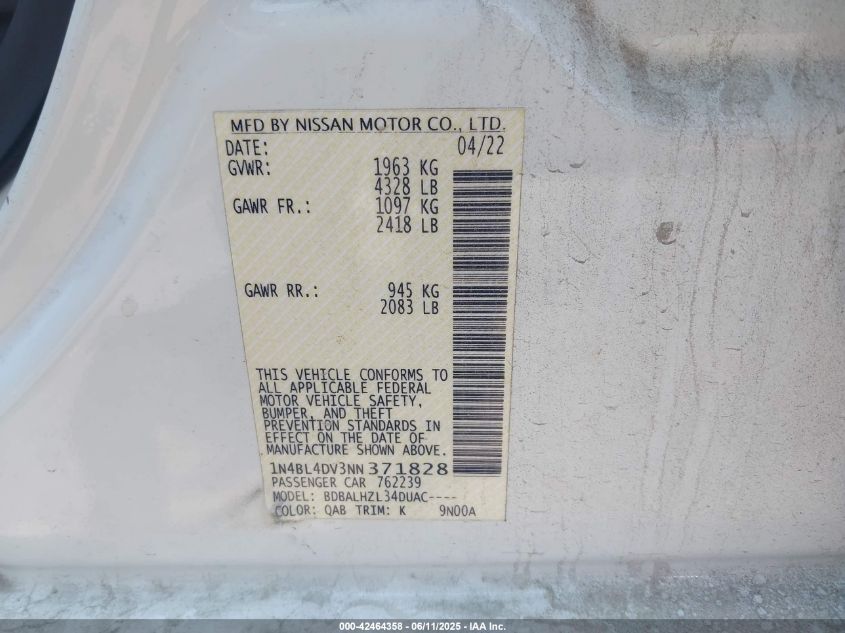 MFD BY NISSAN MOTOR CO., LTD.
DATE: 04/22
GVWR: 1963 KG
4328 LB
GAWR FR.: 1097 KG
2418 LB
GAWR RR.: 945 KG
2083 LB
THIS VEHICLE CONFORMS TO
ALL APPLICABLE FEDERAL
MOTOR VEHICLE SAFETY,
BUMPER, AND THEFT
PREVENTION STANDARDS IN
EFFECT ON THE DATE OF
MANUFACTURE SHOWN ABOVE.
1N4BL4DV3NN371828
PASSENGER CAR 762239
MODEL: BDBALHZL34DUAC----
COLOR: QAB TRIM: K 9N00A
000-42464358 - 06/11/2025 - IAA Inc.